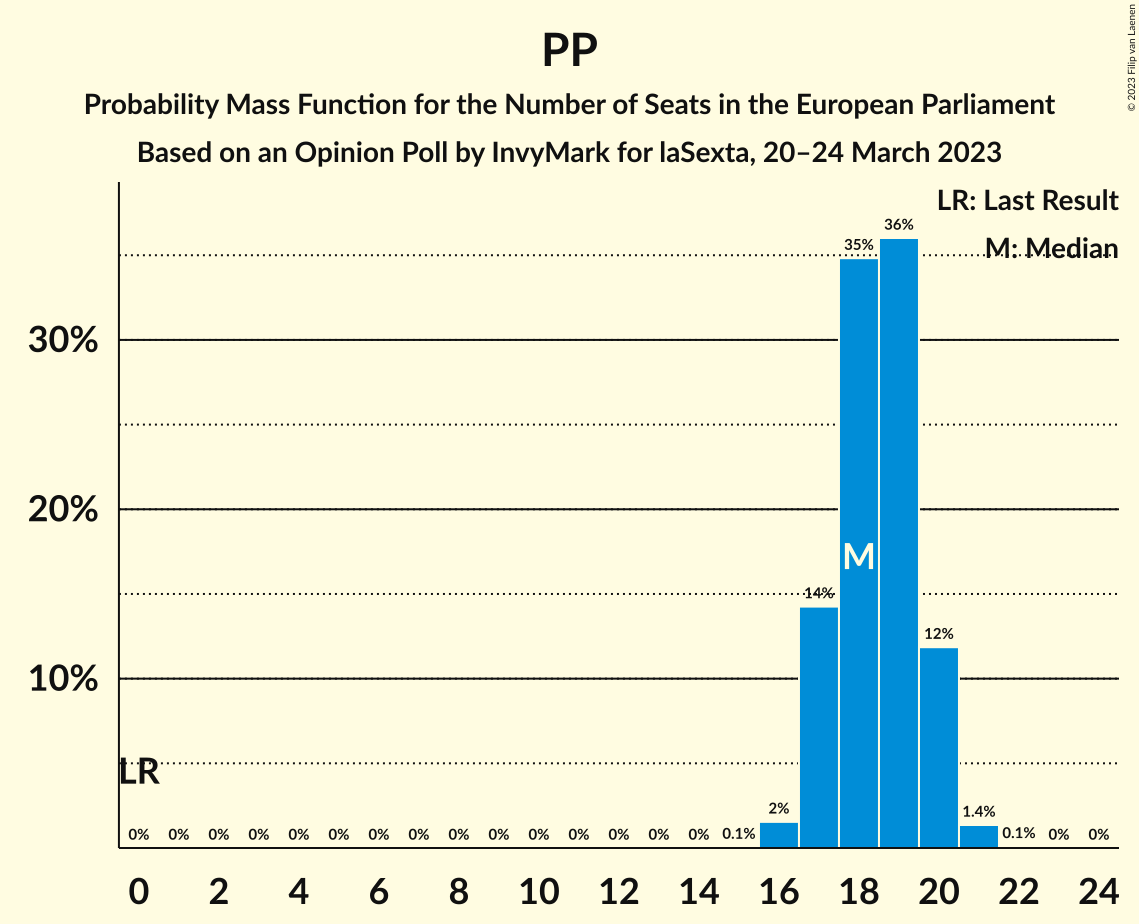 PP
Probability Mass Function for the Number of Seats in the European Parliament
Based on an Opinion Poll by InvyMark for laSexta, 20–24 March 2023
© 2023 Filip van Laenen
LR: Last Result
M: Median
30%
20%
10%
LR
M
0% 0% 0% 0% 0% 0% 0% 0% 0% 0% 0% 0% 0% 0% 0% 0.1% 2% 14% 35% 36% 12% 1.4% 0.1% 0% 0%
0 2 4 6 8 10 12 14 16 18 20 22 24